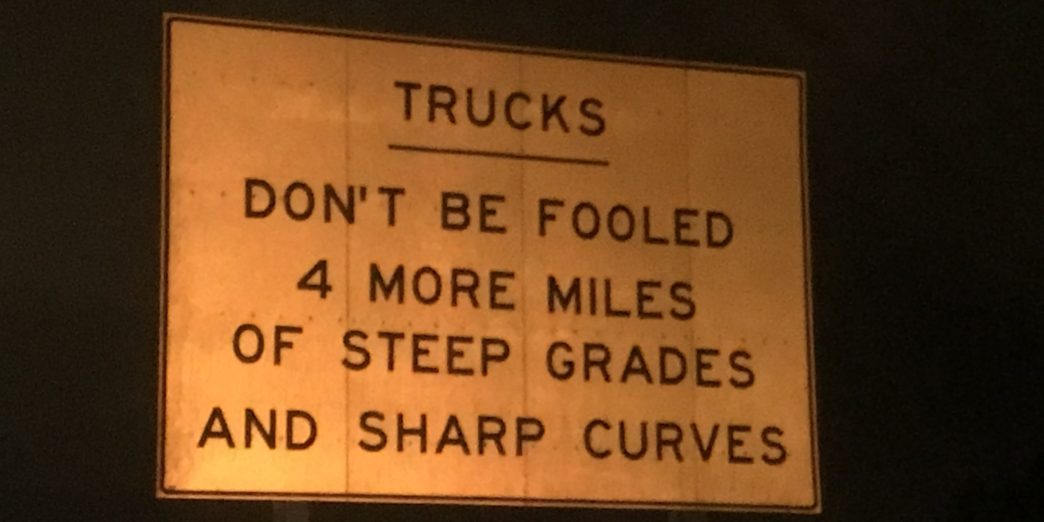 TRUCKS
DON'T BE FOOLED
4 MORE MILES
OF STEEP GRADES
AND SHARP CURVES